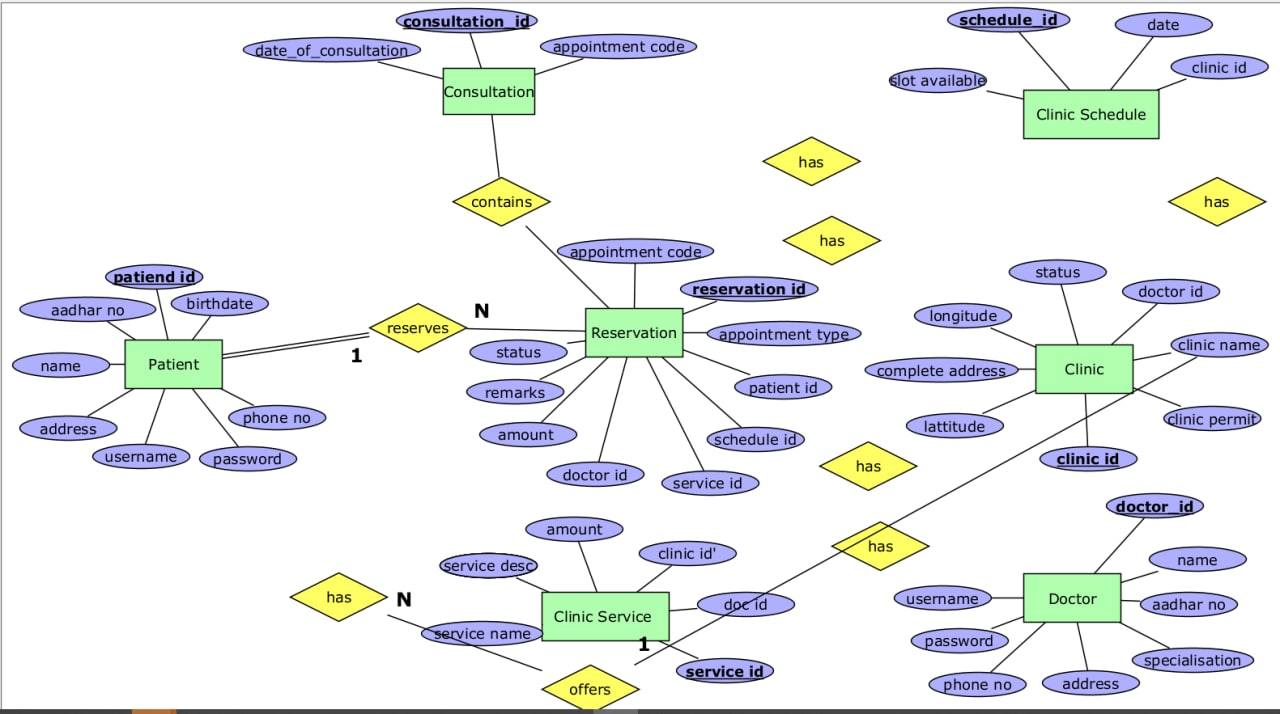 consultation_id
date_of_consultation
appointment code
Consultation
schedule_id
date
clinic id
slot available
Clinic Schedule
has
contains
has
has
appointment code
reservation id
appointment type
Reservation
status
remarks
amount
doctor id
service id
schedule id
patient id
patiend id
aadhar no
birthdate
name
Patient
address
username
password
phone no
reserves
N
1
status
doctor id
longitude
clinic name
complete address
Clinic
lattitude
clinic permit
clinic id
has
has
amount
service desc
clinic id'
Clinic Service
doc id
service name
1
service id
has
N
offers
doctor_id
name
username
Doctor
aadhar no
password
specialisation
phone no
address